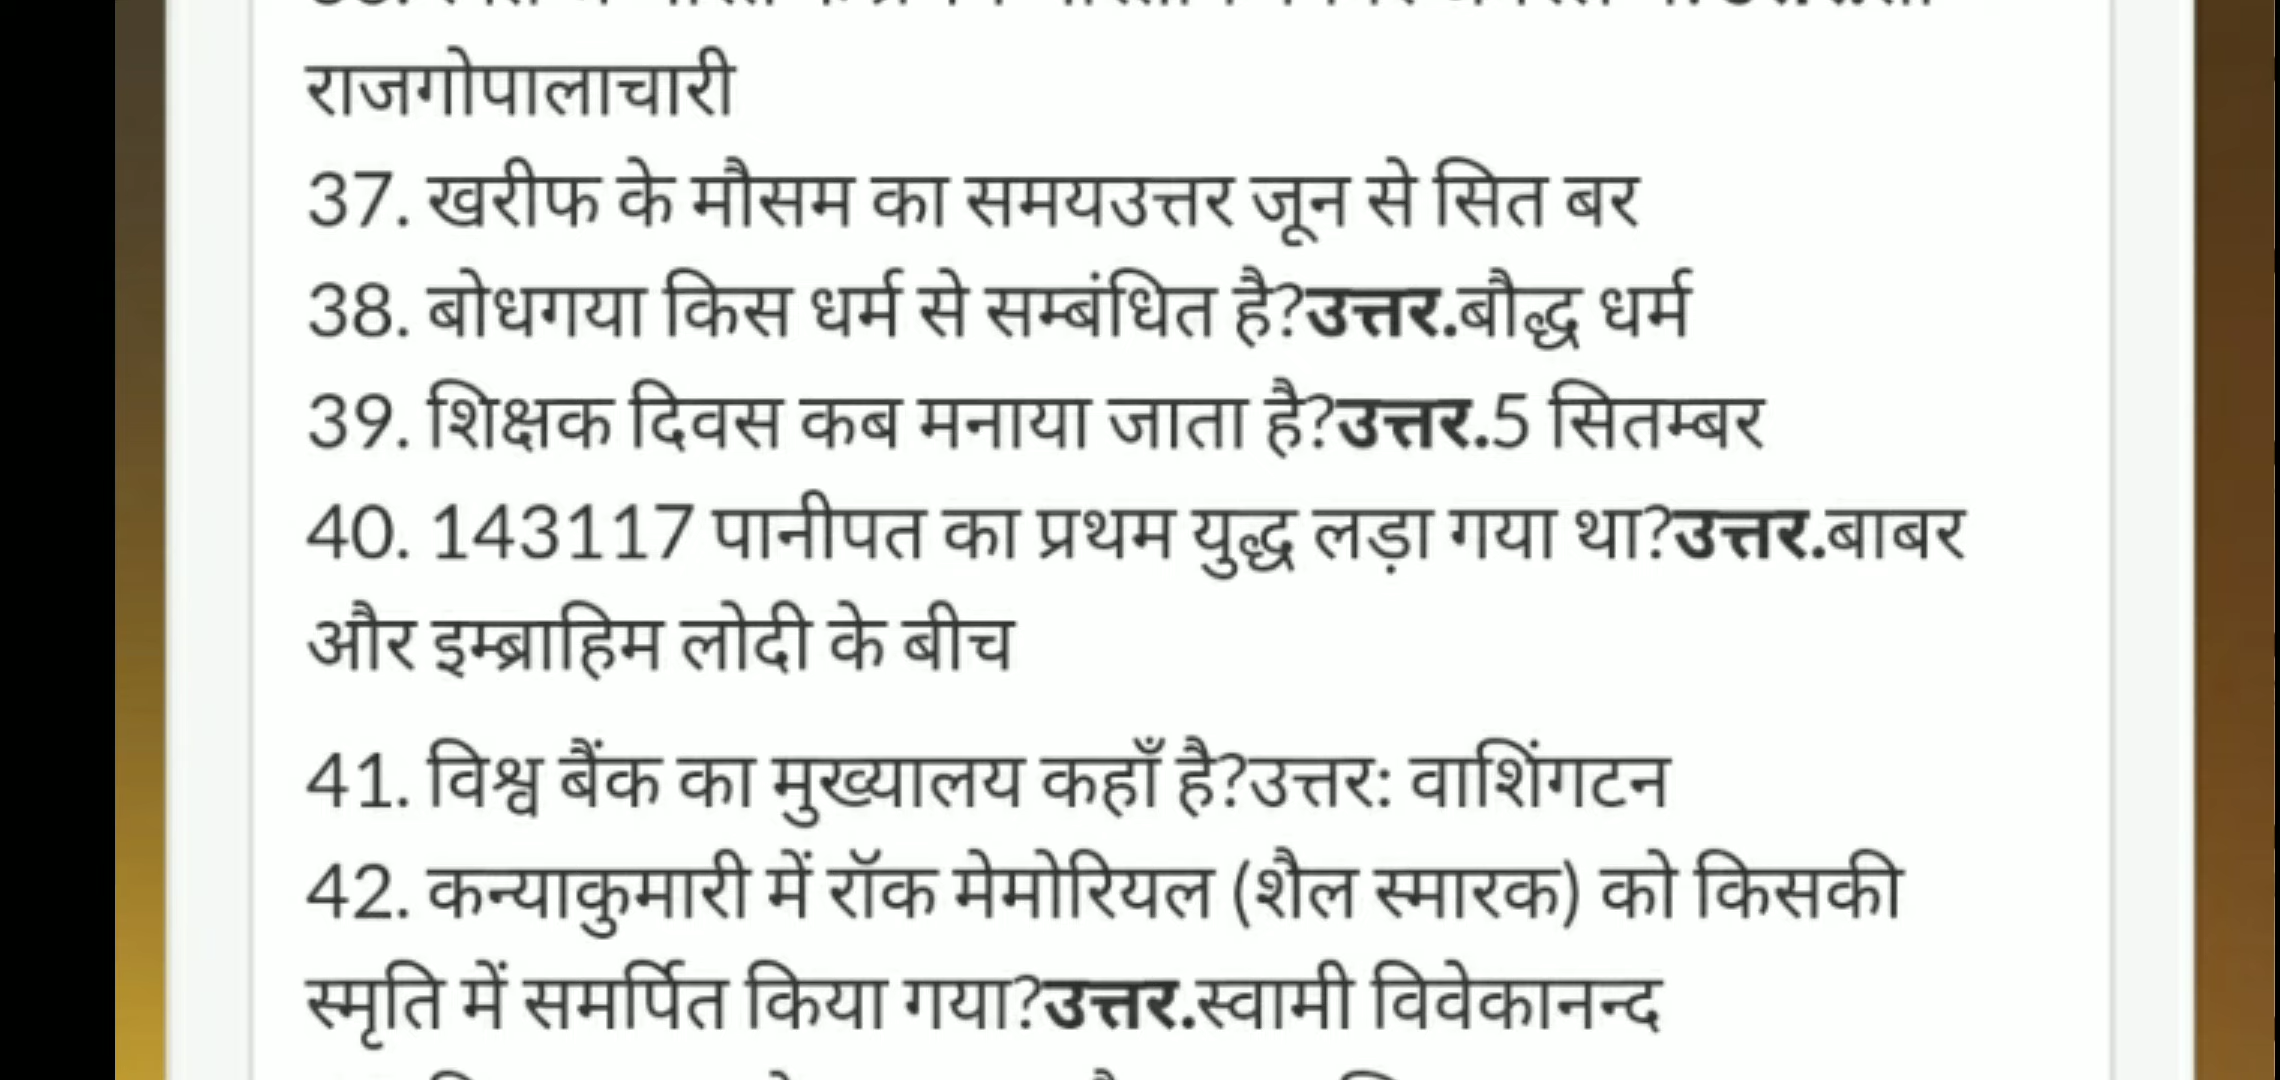 राजगोपालाचारी
37. खरीफ के मौसम का समयउत्तर जून से सित बर
38. बोधगया किस धर्म से सम्बंधित है?उत्तर.बौद्ध धर्म
39. शिक्षक दिवस कब मनाया जाता है?उत्तर.5 सितम्बर
40. 143117 पानीपत का प्रथम युद्ध लड़ा गया था?उत्तर.बाबर
और इम्ब्राहिम लोदी के बीच
41. विश्व बैंक का मुख्यालय कहाँ है?उत्तर: वाशिंगटन
42. कन्याकुमारी में रॉक मेमोरियल (शैल स्मारक) को किसकी
स्मृति में समर्पित किया गया?उत्तर.स्वामी विवेकानन्द